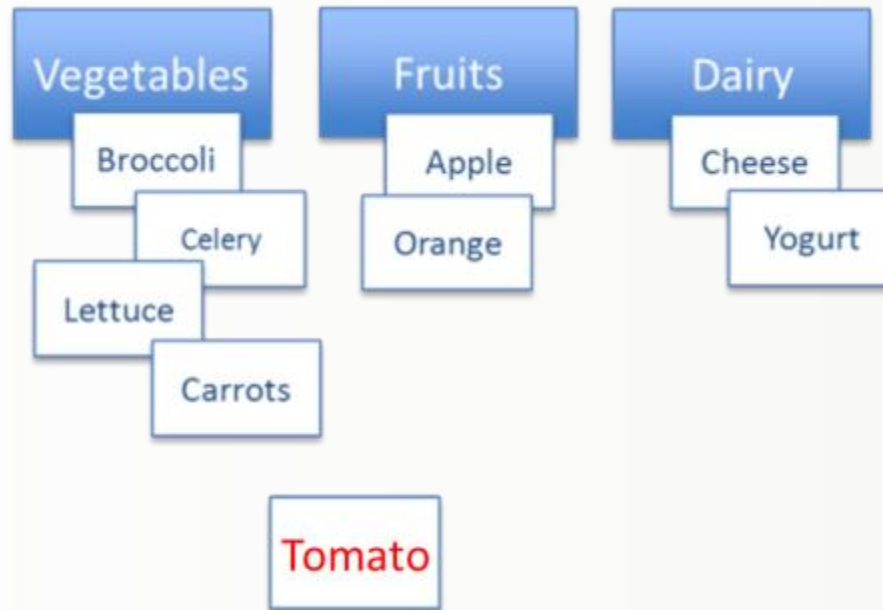 Vegetables
Broccoli
Celery
Lettuce
Carrots
Fruits
Apple
Orange
Dairy
Cheese
Yogurt
Tomato